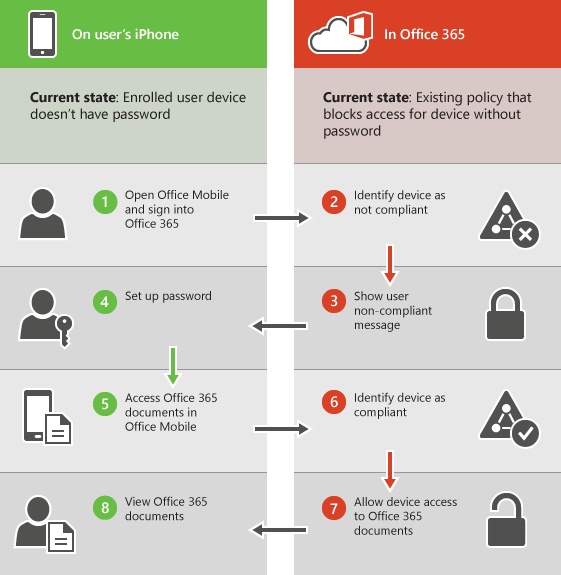 On user's iPhone
In Office 365
Current state: Enrolled user device
doesn't have password
Current state: Existing policy that
blocks access for device without
password
1
Open Office Mobile
and sign into
Office 365
2
Identify device as
not compliant
3
Show user
non-compliant
message
4
Set up password
5
Access Office 365
documents in
Office Mobile
6
Identify device as
compliant
7
Allow device access
to Office 365
documents
8
View Office 365
documents